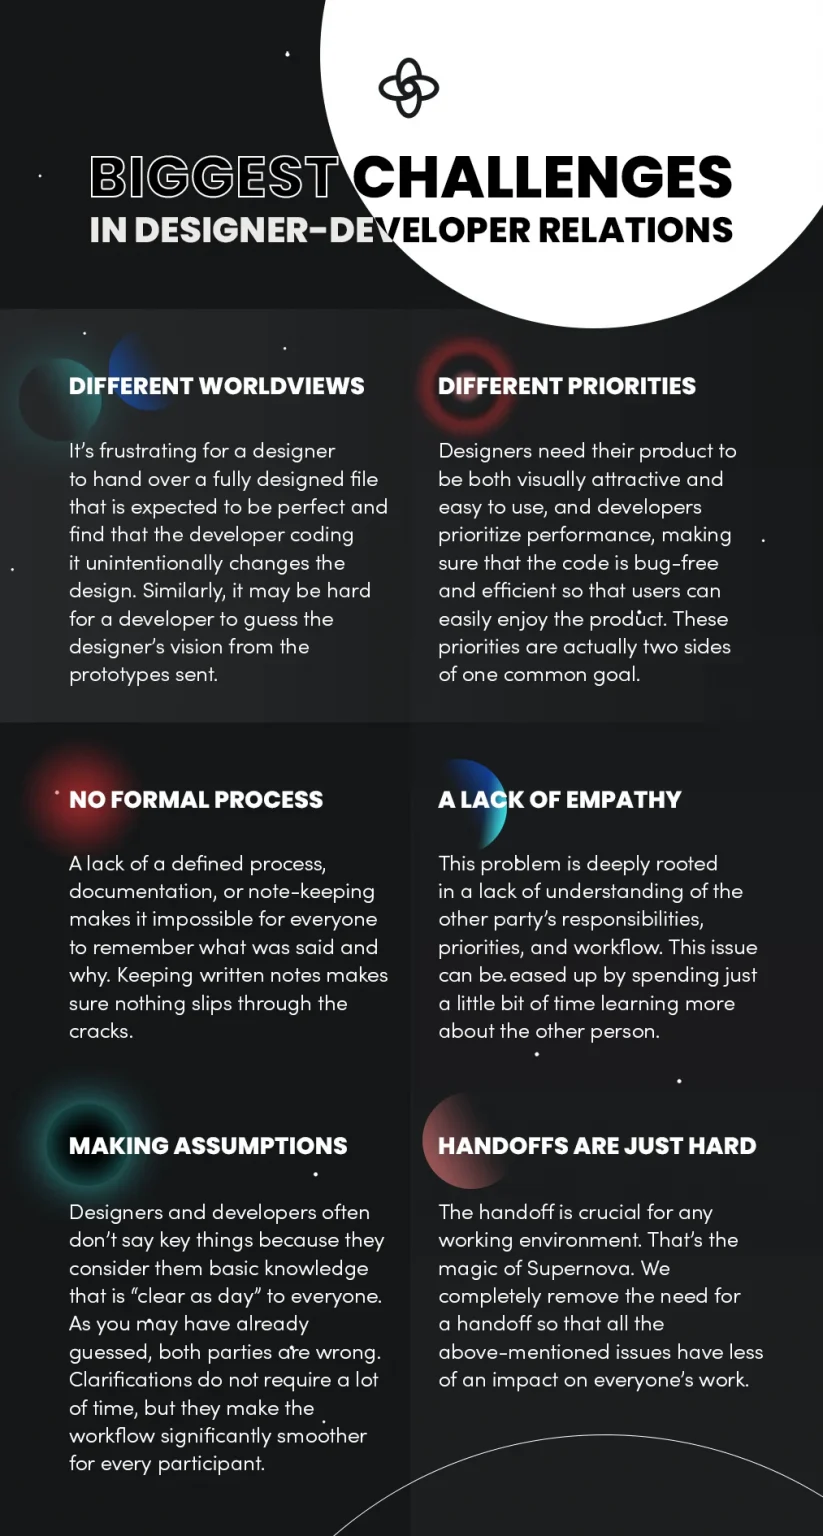 BIGGEST CHALLENGES
IN DESIGNER-DEVELOPER RELATIONS
DIFFERENT WORLDVIEWS
It's frustrating for a designer
to hand over a fully designed file
that is expected to be perfect and
find that the developer coding
it unintentionally changes the
design. Similarly, it may be hard
for a developer to guess the
designer's vision from the
prototypes sent.
DIFFERENT PRIORITIES
Designers need their product to
be both visually attractive and
easy to use, and developers
prioritize performance, making
sure that the code is bug-free
and efficient so that users can
easily enjoy the product. These
priorities are actually two sides
of one common goal.
NO FORMAL PROCESS
A lack of a defined process,
documentation, or note-keeping
makes it impossible for everyone
to remember what was said and
why. Keeping written notes makes
sure nothing slips through the
cracks.
A LACK OF EMPATHY
This problem is deeply rooted
in a lack of understanding of the
other party's responsibilities,
priorities, and workflow. This issue
can be eased up by spending just
a little bit of time learning more
about the other person.
MAKING ASSUMPTIONS
Designers and developers often
don't say key things because they
consider them basic knowledge
that is "clear as day" to everyone.
As you may have already
guessed, both parties are wrong.
Clarifications do not require a lot
of time, but they make the
workflow significantly smoother
for every participant.
HANDOFFS ARE JUST HARD
The handoff is crucial for any
working environment. That's the
magic of Supernova. We
completely remove the need for
a handoff so that all the
above-mentioned issues have less
of an impact on everyone's work.